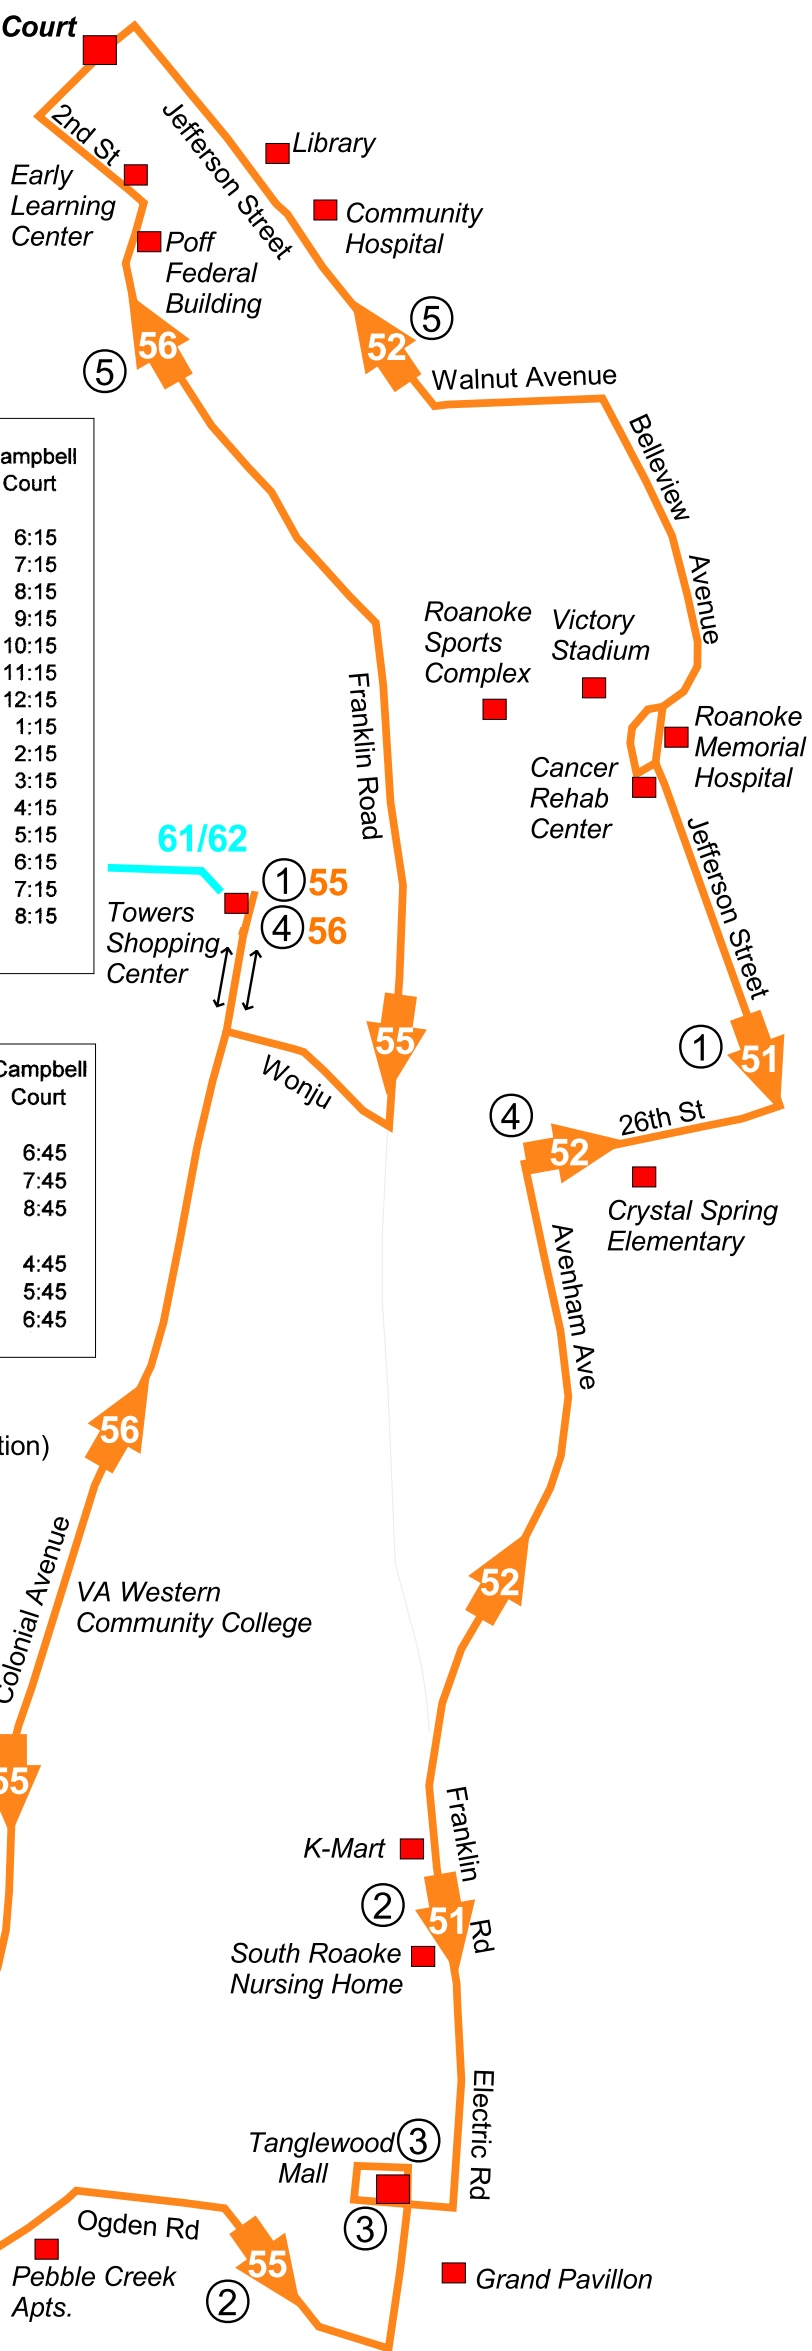 Court
2nd St
Jefferson Street
Library
Early
Learning
Center
Community
Hospital
Poff
Federal
Building
56
5
52
5
Walnut Avenue
Belleview
Avenue
ampbell
Court
6:15
7:15
8:15
9:15
10:15
11:15
12:15
1:15
2:15
3:15
4:15
5:15
6:15
7:15
8:15
Roanoke
Sports
Complex
Victory
Stadium
Franklin Road
Roanoke
Memorial
Hospital
Cancer
Rehab
Center
61/62
1 55
4 56
Towers
Shopping
Center
Jefferson Street
55
Wonju
1
51
4
52
26th St
Crystal Spring
Elementary
Campbell
Court
6:45
7:45
8:45
4:45
5:45
6:45
Avenham Ave
56
tion)
Colonial Avenue
VA Western
Community College
52
55
Franklin
Rd
K-Mart
2
51
South Roaoke
Nursing Home
Electric Rd
Tanglewood
Mall
3
3
Ogden Rd
55
2
Pebble Creek
Apts.
Grand Pavillon